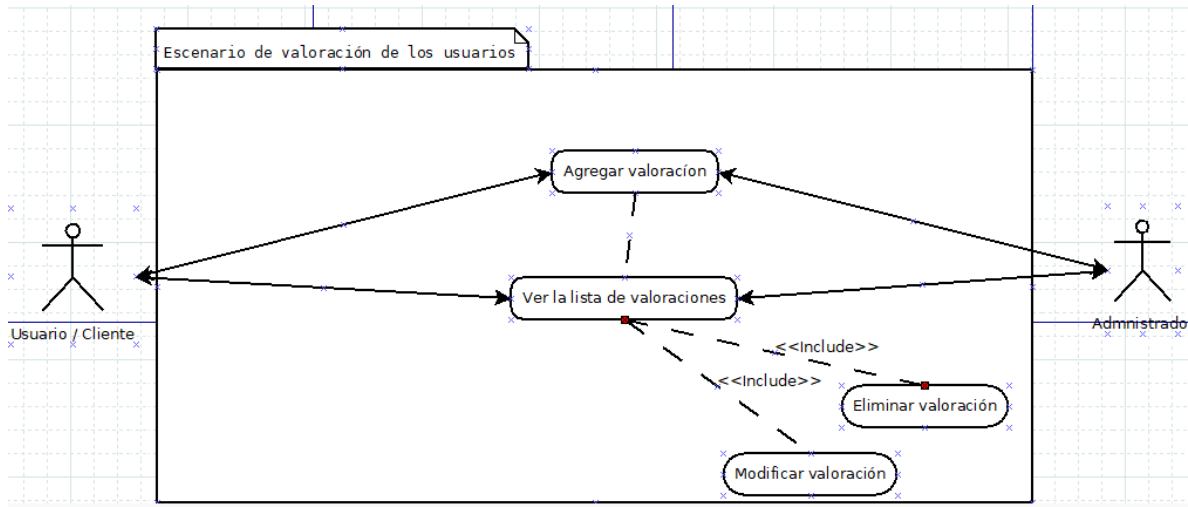 Escenario de valoración de los usuarios
Agregar valoracíon
Ver la lista de valoraciones
Usuario / Cliente
Admnistrado
<<Include>>
<<Include>>
Eliminar valoración
Modificar valoración